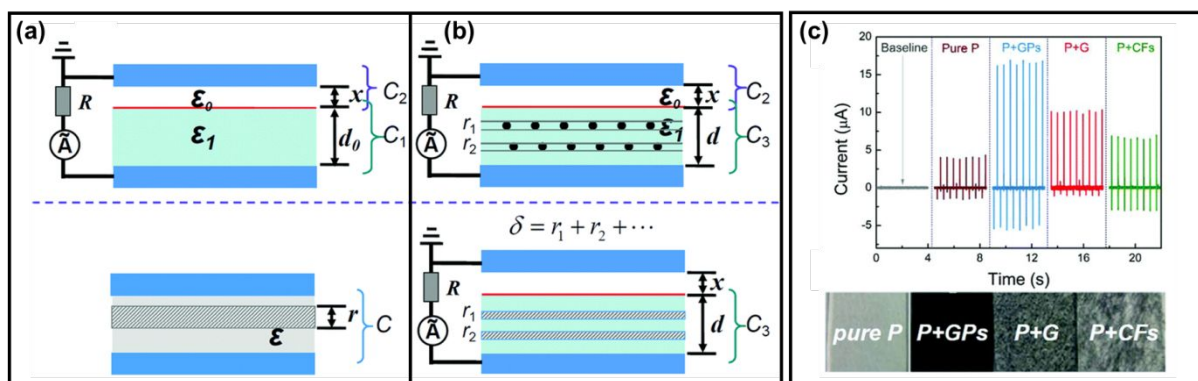 (a)
R
Ã
ε₀
x
C₂
ε₁
d₀
C₁
r
ε
C
(b)
R
Ã
ε₀
x
C₂
r₁
ε₁
r₂
d
C₃
δ = r₁ + r₂ + ⋯
R
Ã
x
r₁
r₂
d
C₃
(c)
Baseline
Pure P
P+GPs
P+G
P+CFs
Current (μA)
20
15
10
5
0
-5
0
4
8
12
16
20
Time (s)
pure P
P+GPs
P+G
P+CFs